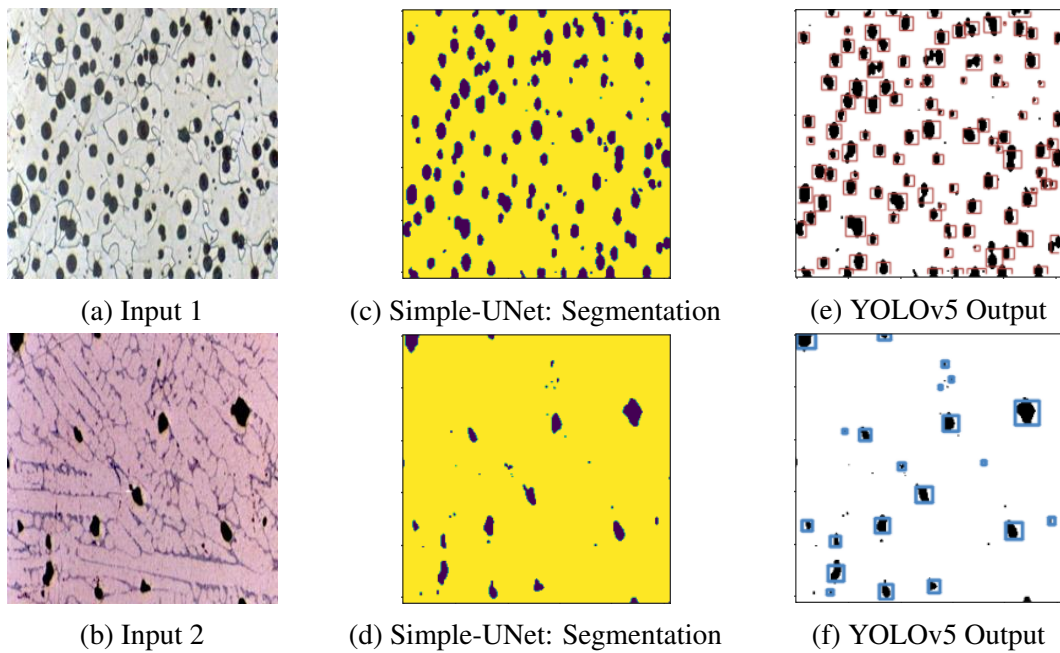 (a) Input 1
(c) Simple-UNet: Segmentation
(e) YOLOv5 Output
(b) Input 2
(d) Simple-UNet: Segmentation
(f) YOLOv5 Output